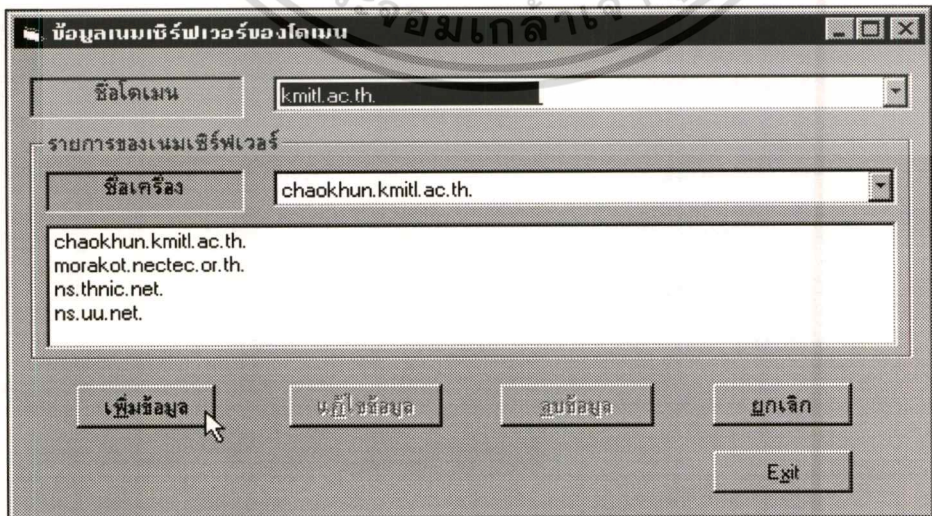 ข้อมูลเนมเซิร์ฟเวอร์ของโดเมน
ชื่อโดเมน
kmitl.ac.th.
รายการของเนมเซิร์ฟเวอร์
ชื่อเครื่อง
chaokhun.kmitl.ac.th.
chaokhun.kmitl.ac.th.
morakot.nectec.or.th.
ns.thnic.net.
ns.uu.net.
เพิ่มข้อมูล
แก้ไขข้อมูล
ลบข้อมูล
ยกเลิก
Exit